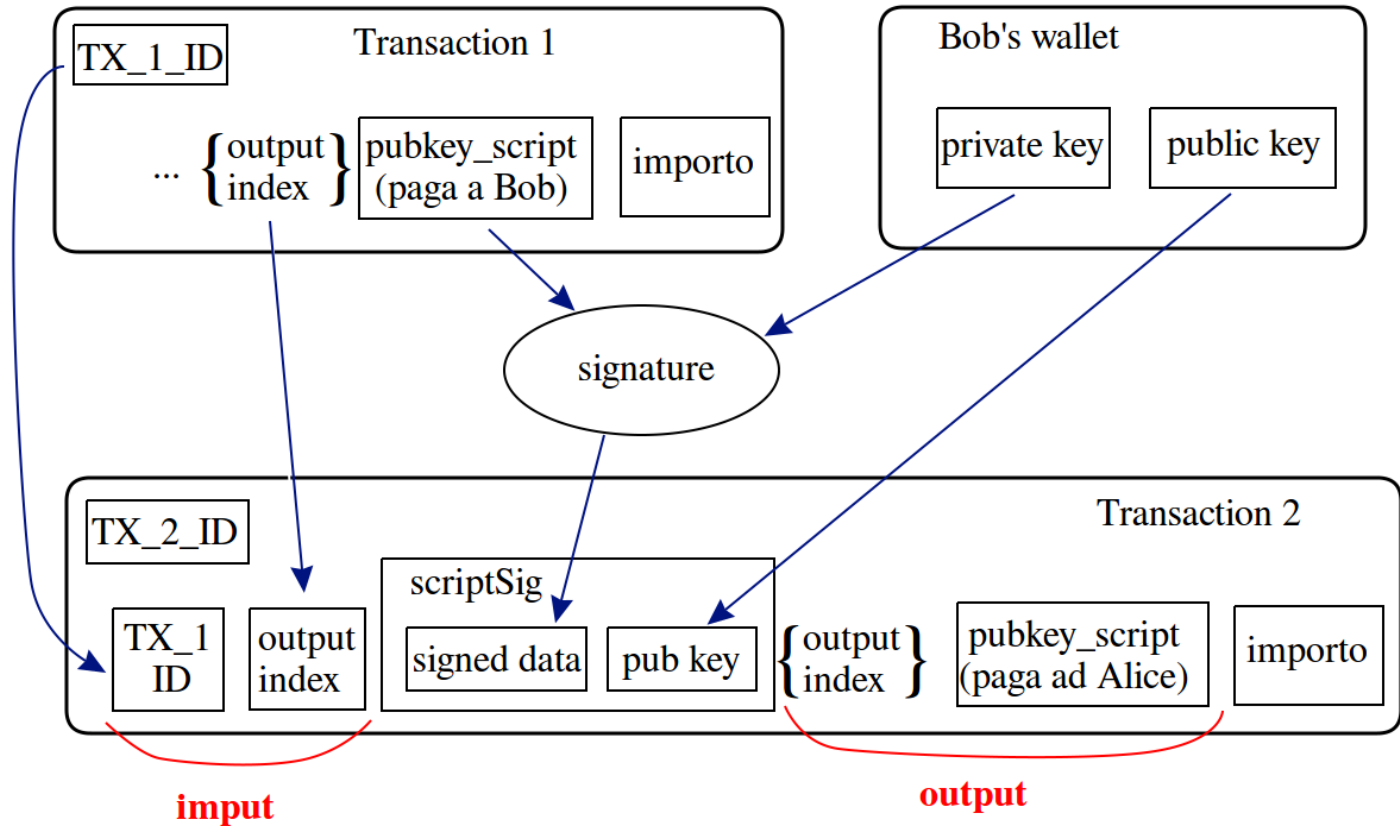 TX_1_ID
Transaction 1
... { output
index }
pubkey_script
(paga a Bob)
importo
Bob's wallet
private key
public key
signature
TX_2_ID
Transaction 2
TX_1
ID
output
index
scriptSig
signed data
pub key
{ output
index }
pubkey_script
(paga ad Alice)
importo
imput
output